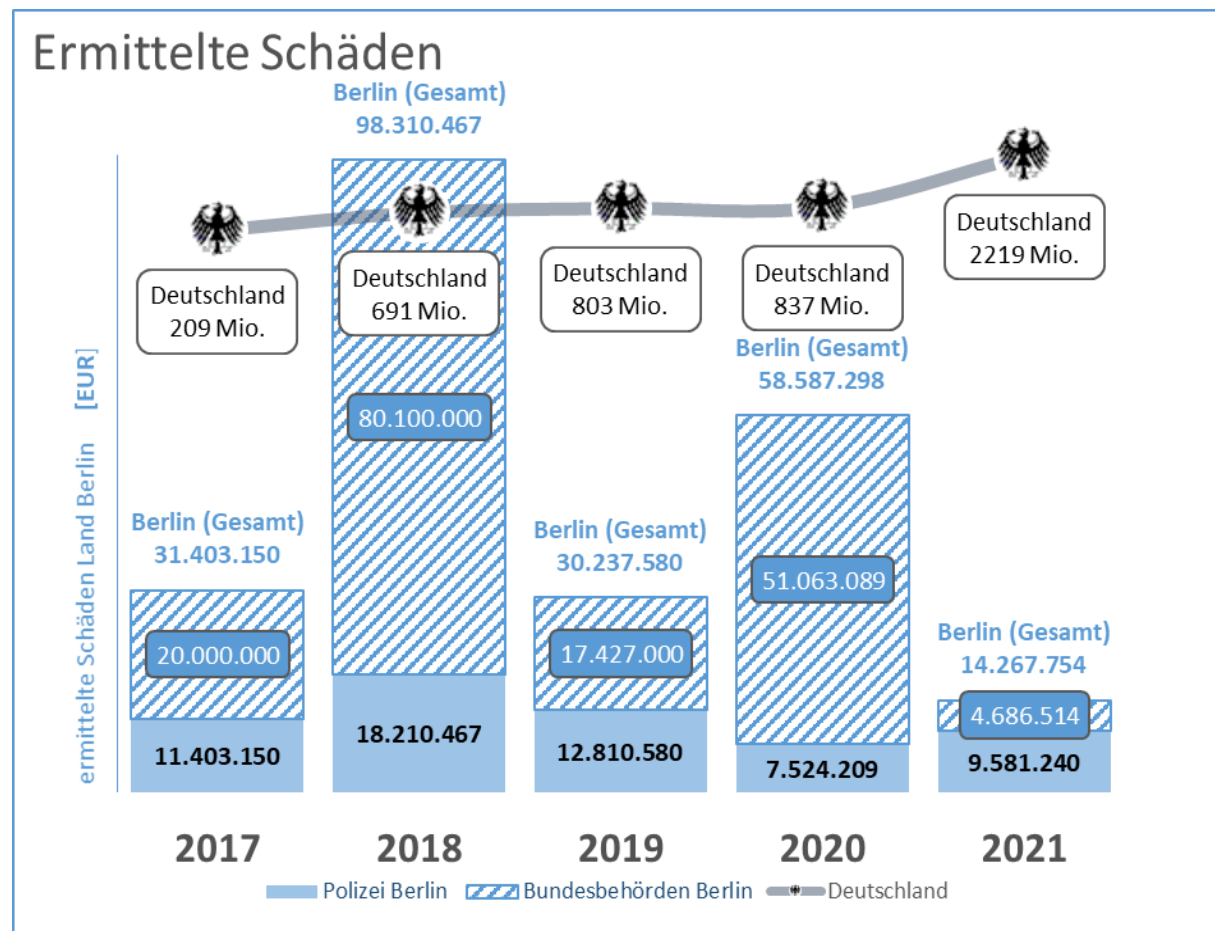 Ermittelte Schäden
Berlin (Gesamt)
98.310.467
Deutschland
209 Mio.
Deutschland
691 Mio.
Deutschland
803 Mio.
Deutschland
837 Mio.
Deutschland
2219 Mio.
Berlin (Gesamt)
58.587.298
ermittelte Schäden Land Berlin [EUR]
80.100.000
Berlin (Gesamt)
31.403.150
Berlin (Gesamt)
30.237.580
51.063.089
Berlin (Gesamt)
14.267.754
20.000.000
17.427.000
4.686.514
11.403.150
18.210.467
12.810.580
7.524.209
9.581.240
2017
2018
2019
2020
2021
Polizei Berlin
Bundesbehörden Berlin
Deutschland